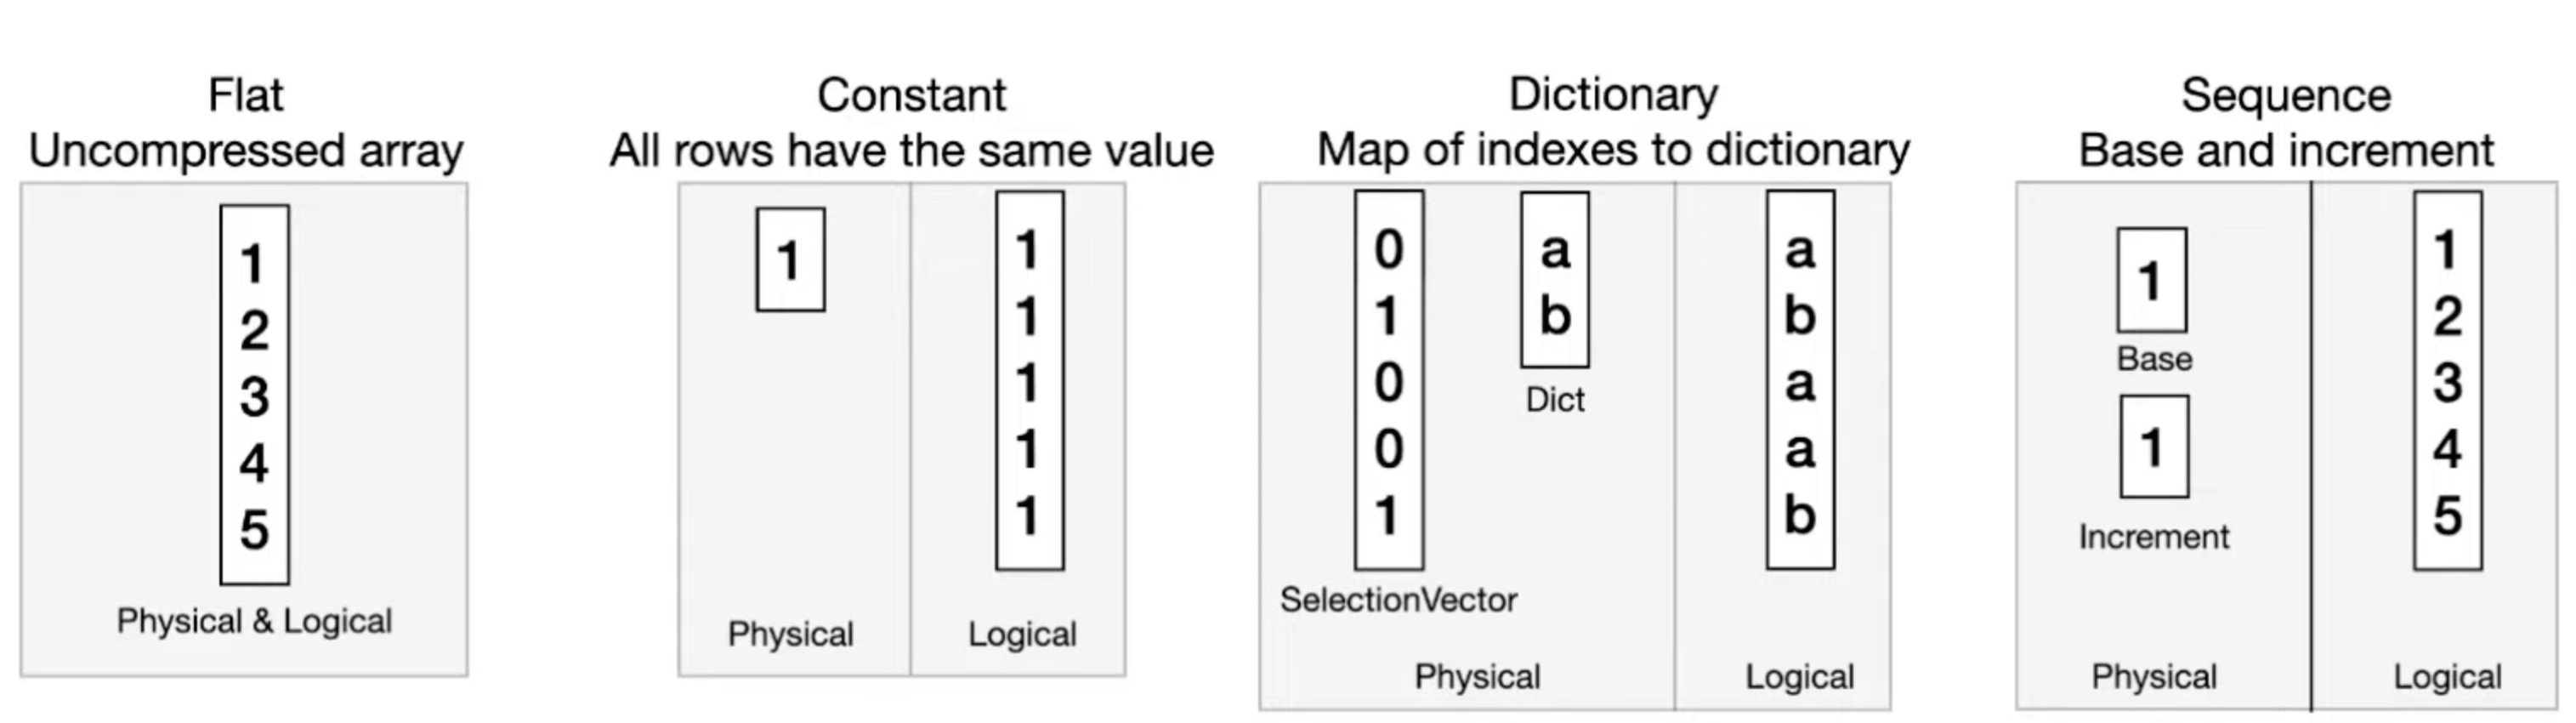 Flat
Uncompressed array
1
2
3
4
5
Physical & Logical
Constant
All rows have the same value
1
Physical
1
1
1
1
1
Logical
Dictionary
Map of indexes to dictionary
0
1
0
0
1
SelectionVector
a
b
Dict
Physical
a
b
a
a
b
Logical
Sequence
Base and increment
1
Base
1
Increment
Physical
1
2
3
4
5
Logical